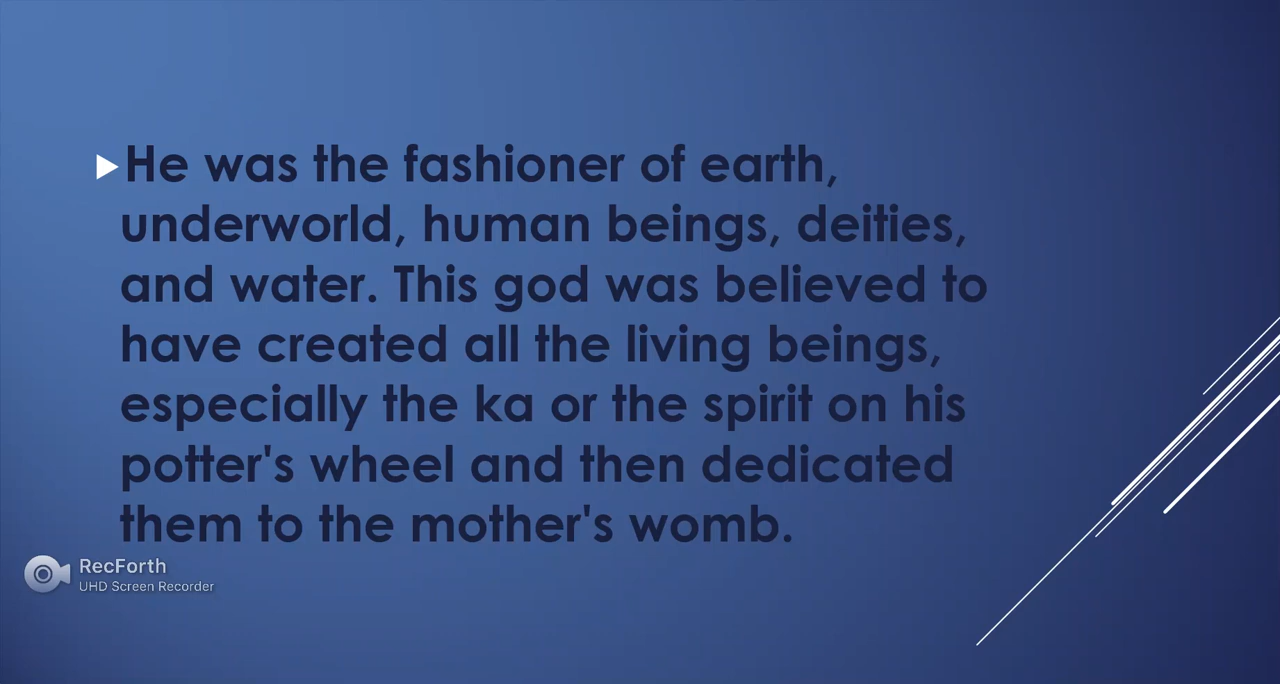 He was the fashioner of earth,
underworld, human beings, deities,
and water. This god was believed to
have created all the living beings,
especially the ka or the spirit on his
potter's wheel and then dedicated
them to the mother's womb.
RecForth
UHD Screen Recorder